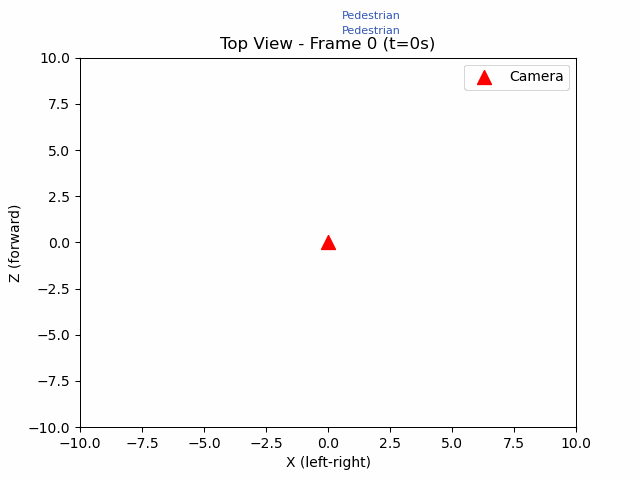 Pedestrian
Pedestrian
Top View - Frame 0 (t=0s)
Camera
10.0
7.5
5.0
2.5
0.0
−2.5
−5.0
−7.5
−10.0
Z (forward)
−10.0 −7.5 −5.0 −2.5 0.0 2.5 5.0 7.5 10.0
X (left-right)